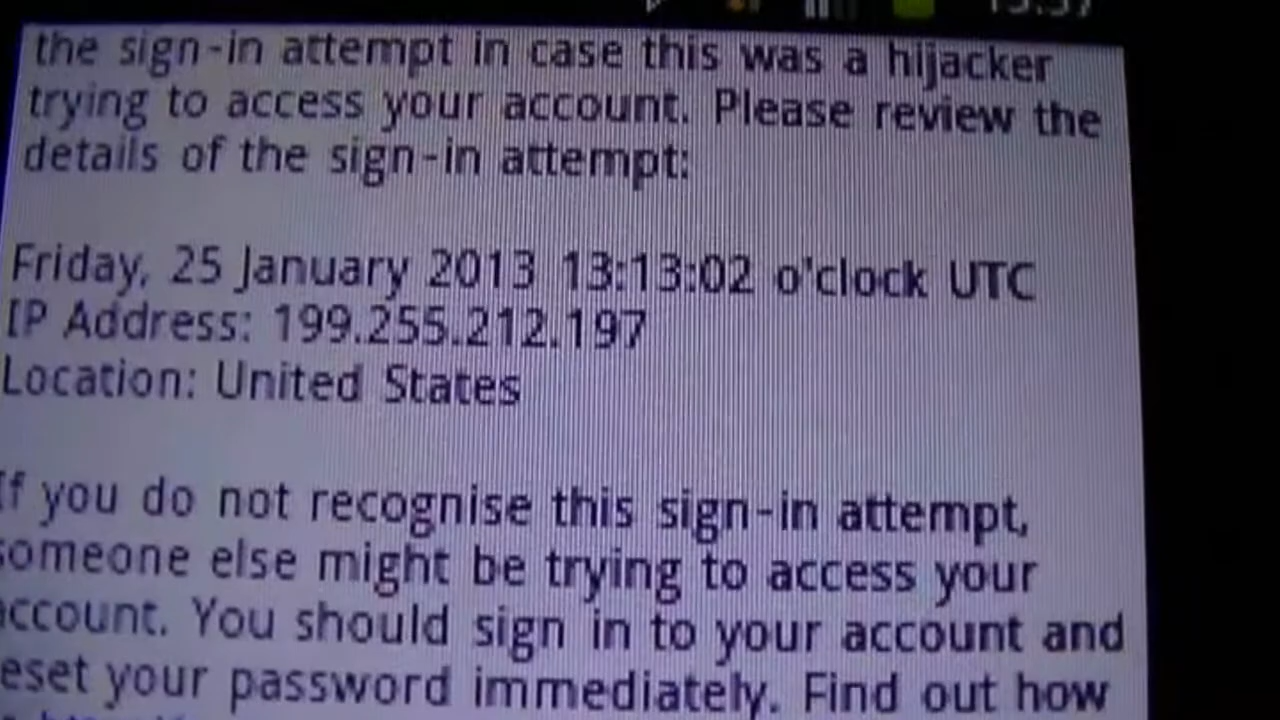 the sign-in attempt in case this was a hijacker
trying to access your account. Please review the
details of the sign-in attempt:
Friday, 25 January 2013 13:13:02 o'clock UTC
IP Address: 199.255.212.197
Location: United States
If you do not recognise this sign-in attempt,
someone else might be trying to access your
account. You should sign in to your account and
eset your password immediately. Find out how